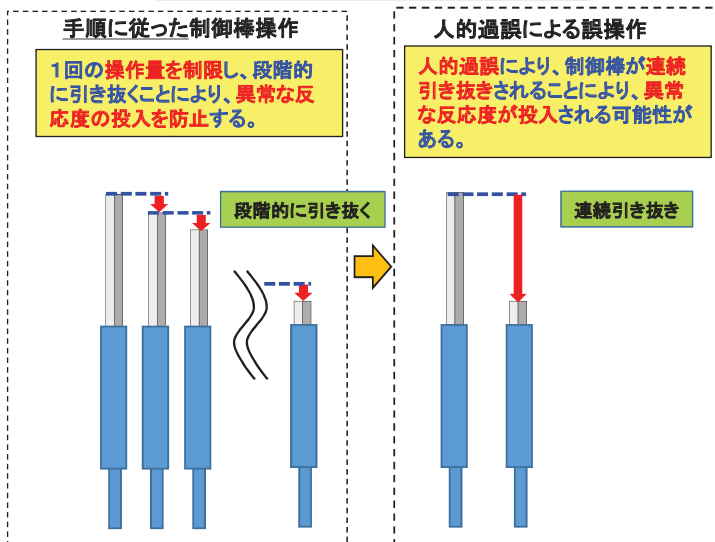 手順に従った制御棒操作
１回の操作量を制限し、段階的
に引き抜くことにより、異常な反
応度の投入を防止する。
段階的に引き抜く
人的過誤による誤操作
人的過誤により、制御棒が連続
引き抜きされることにより、異常
な反応度が投入される可能性が
ある。
連続引き抜き